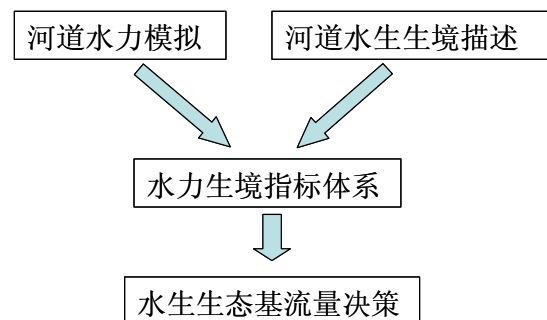 河道水力模拟
河道水生生境描述
水力生境指标体系
水生生态基流量决策